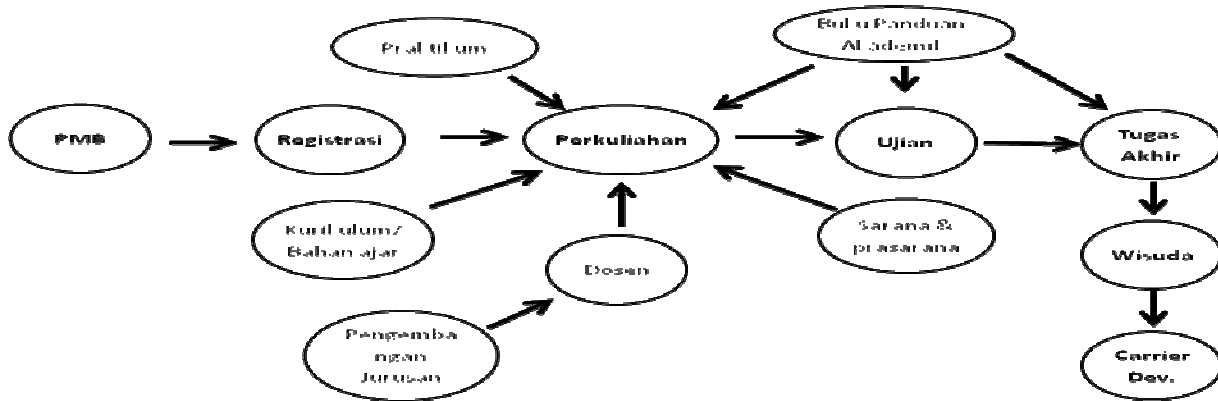 Praktikum
Buku Panduan
Akademik
PMB
Registrasi
Perkuliahan
Ujian
Tugas
Akhir
Kurikulum/
Bahan ajar
Dosen
Sarana &
prasarana
Wisuda
Pengemba
ngan
Jurusan
Carrier
Dev.